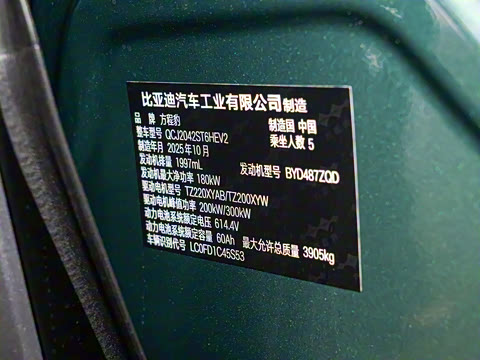 比亚迪汽车工业有限公司 制造
品 牌 方程豹 制造国 中国
整车型号 QCJ2042ST6HEV2 乘坐人数 5
制造年月 2025年10月
发动机排量 1997mL 发动机型号 BYD487ZQD
发动机最大净功率 180kW
驱动电机型号 TZ220XYAB/TZ200XYW
驱动电机峰值功率 200kW/300kW
动力电池系统额定电压 614.4V
动力电池系统额定容量 60Ah 最大允许总质量 3905kg
车辆识别代号 LC0FD1C45S53